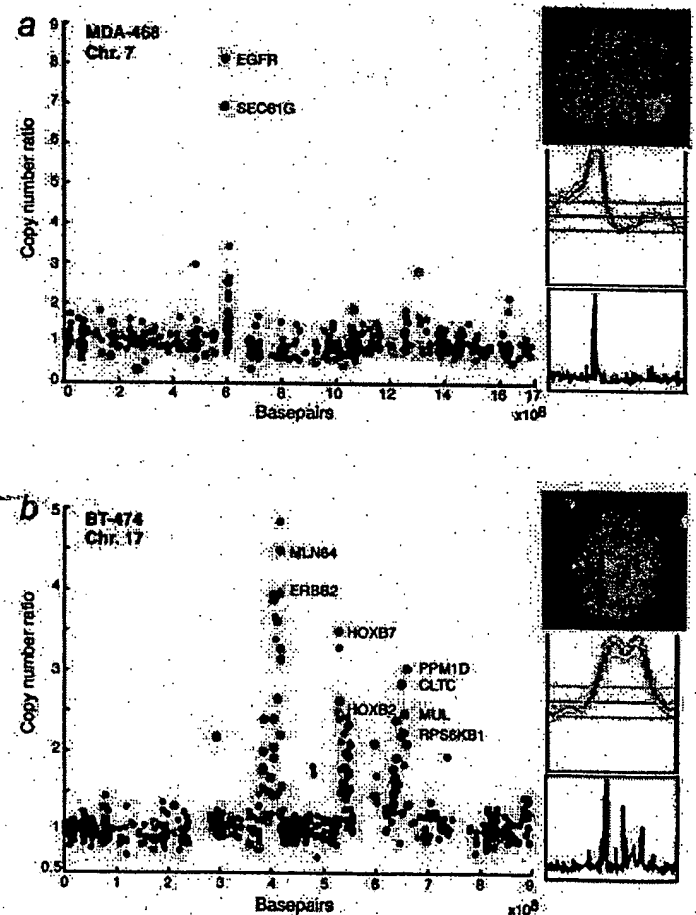 a
MDA-468
Chr. 7
Copy number ratio
9
8
7
6
5
4
3
2
1
0
EGFR
SEC61G
0 2 4 6 8 10 12 14 16 17
Basepairs
x10⁸
b
BT-474
Chr. 17
Copy number ratio
5
4
3
2
1
0.5
MLN64
ERBB2
HOXB7
HOXB2
PPM1D
CLTC
MUL
RPS6KB1
0 1 2 3 4 5 6 7 8 9
Basepairs
x10⁸